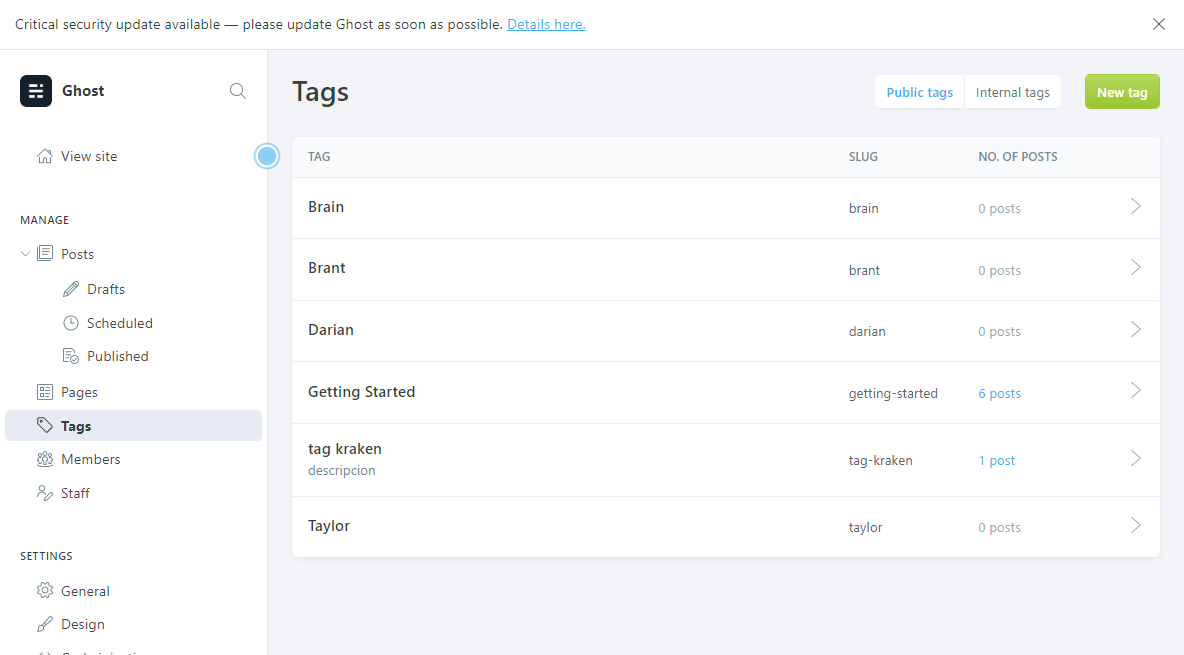 Critical security update available — please update Ghost as soon as possible. Details here.
Ghost
View site
MANAGE
Posts
Drafts
Scheduled
Published
Pages
Tags
Members
Staff
SETTINGS
General
Design
Tags
Public tags
Internal tags
New tag
TAG SLUG NO. OF POSTS
Brain brain 0 posts
Brant brant 0 posts
Darian darian 0 posts
Getting Started getting-started 6 posts
tag kraken tag-kraken 1 post
descripcion
Taylor taylor 0 posts